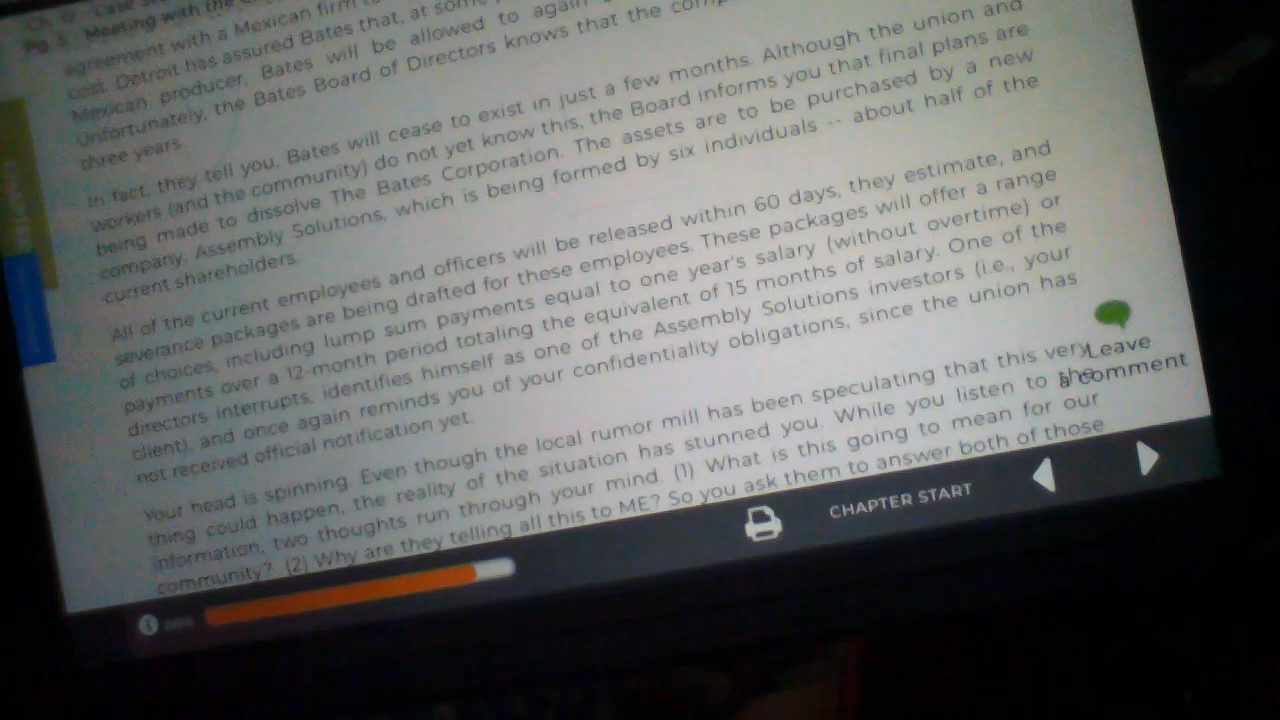 Pg. 5 Meeting with the
agreement with a Mexican firm
cost. Detroit has assured Bates that, at some
Mexican producer, Bates will be allowed to again
Unfortunately, the Bates Board of Directors knows that the
three years.
In fact, they tell you, Bates will cease to exist in just a few months. Although the union and
workers (and the community) do not yet know this, the Board informs you that final plans are
being made to dissolve The Bates Corporation. The assets are to be purchased by a new
company, Assembly Solutions, which is being formed by six individuals -- about half of the
current shareholders.
All of the current employees and officers will be released within 60 days, they estimate, and
severance packages are being drafted for these employees. These packages will offer a range
of choices, including lump sum payments equal to one year's salary (without overtime) or
payments over a 12-month period totaling the equivalent of 15 months of salary. One of the
directors interrupts, identifies himself as one of the Assembly Solutions investors (i.e., your
client), and once again reminds you of your confidentiality obligations, since the union has
not received official notification yet.
Your head is spinning. Even though the local rumor mill has been speculating that this very
thing could happen, the reality of the situation has stunned you. While you listen to the
information, two thoughts run through your mind. (1) What is this going to mean for our
community? (2) Why are they telling all this to ME? So you ask them to answer both of those
Leave
a comment
CHAPTER START